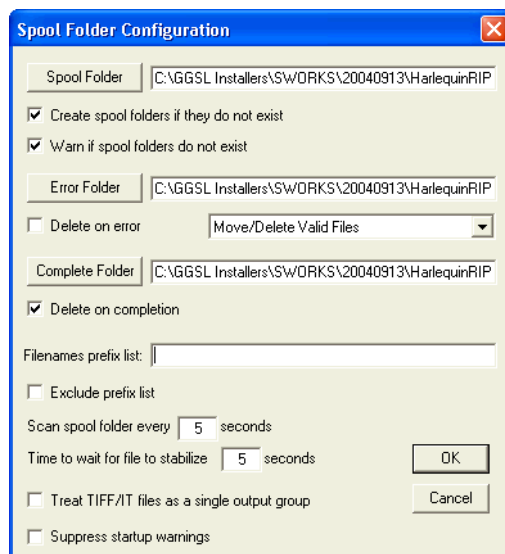 Spool Folder Configuration
Spool Folder C:\GGSL Installers\SWORKS\20040913\HarlequinRIP
Create spool folders if they do not exist
Warn if spool folders do not exist
Error Folder C:\GGSL Installers\SWORKS\20040913\HarlequinRIP
Delete on error Move/Delete Valid Files
Complete Folder C:\GGSL Installers\SWORKS\20040913\HarlequinRIP
Delete on completion
Filenames prefix list:
Exclude prefix list
Scan spool folder every 5 seconds
Time to wait for file to stabilize 5 seconds
OK
Treat TIFF/IT files as a single output group
Cancel
Suppress startup warnings